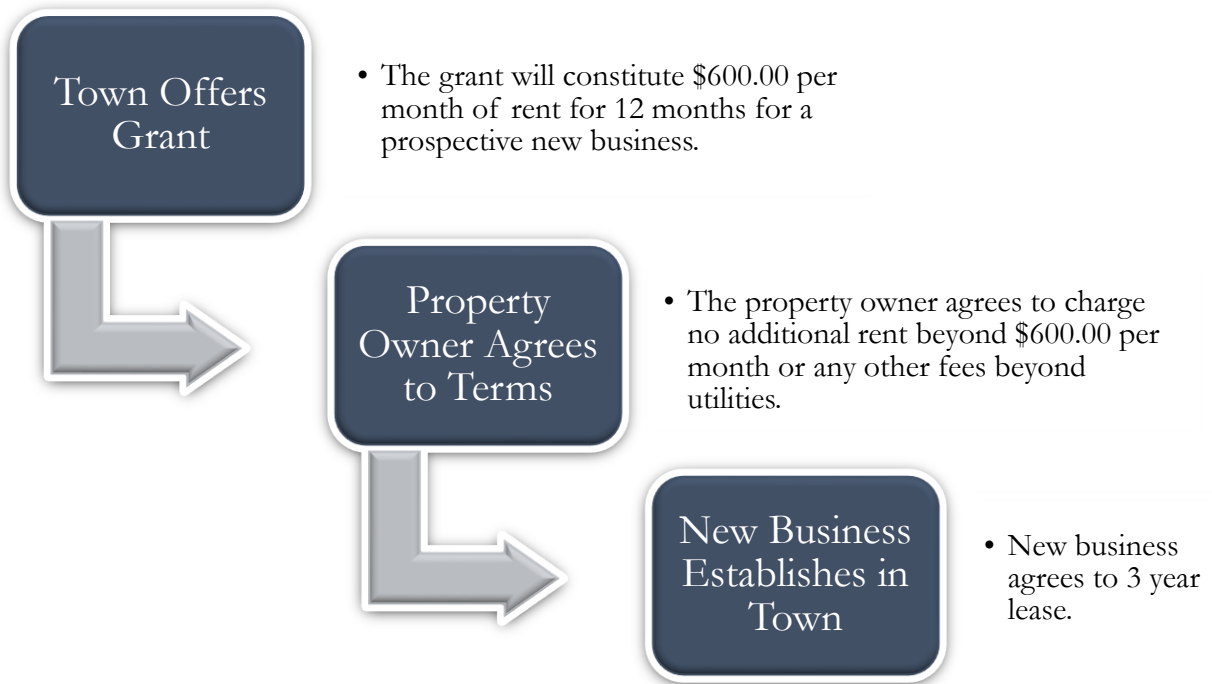 Town Offers
Grant
• The grant will constitute $600.00 per
month of rent for 12 months for a
prospective new business.
Property
Owner Agrees
to Terms
• The property owner agrees to charge
no additional rent beyond $600.00 per
month or any other fees beyond
utilities.
New Business
Establishes in
Town
• New business
agrees to 3 year
lease.